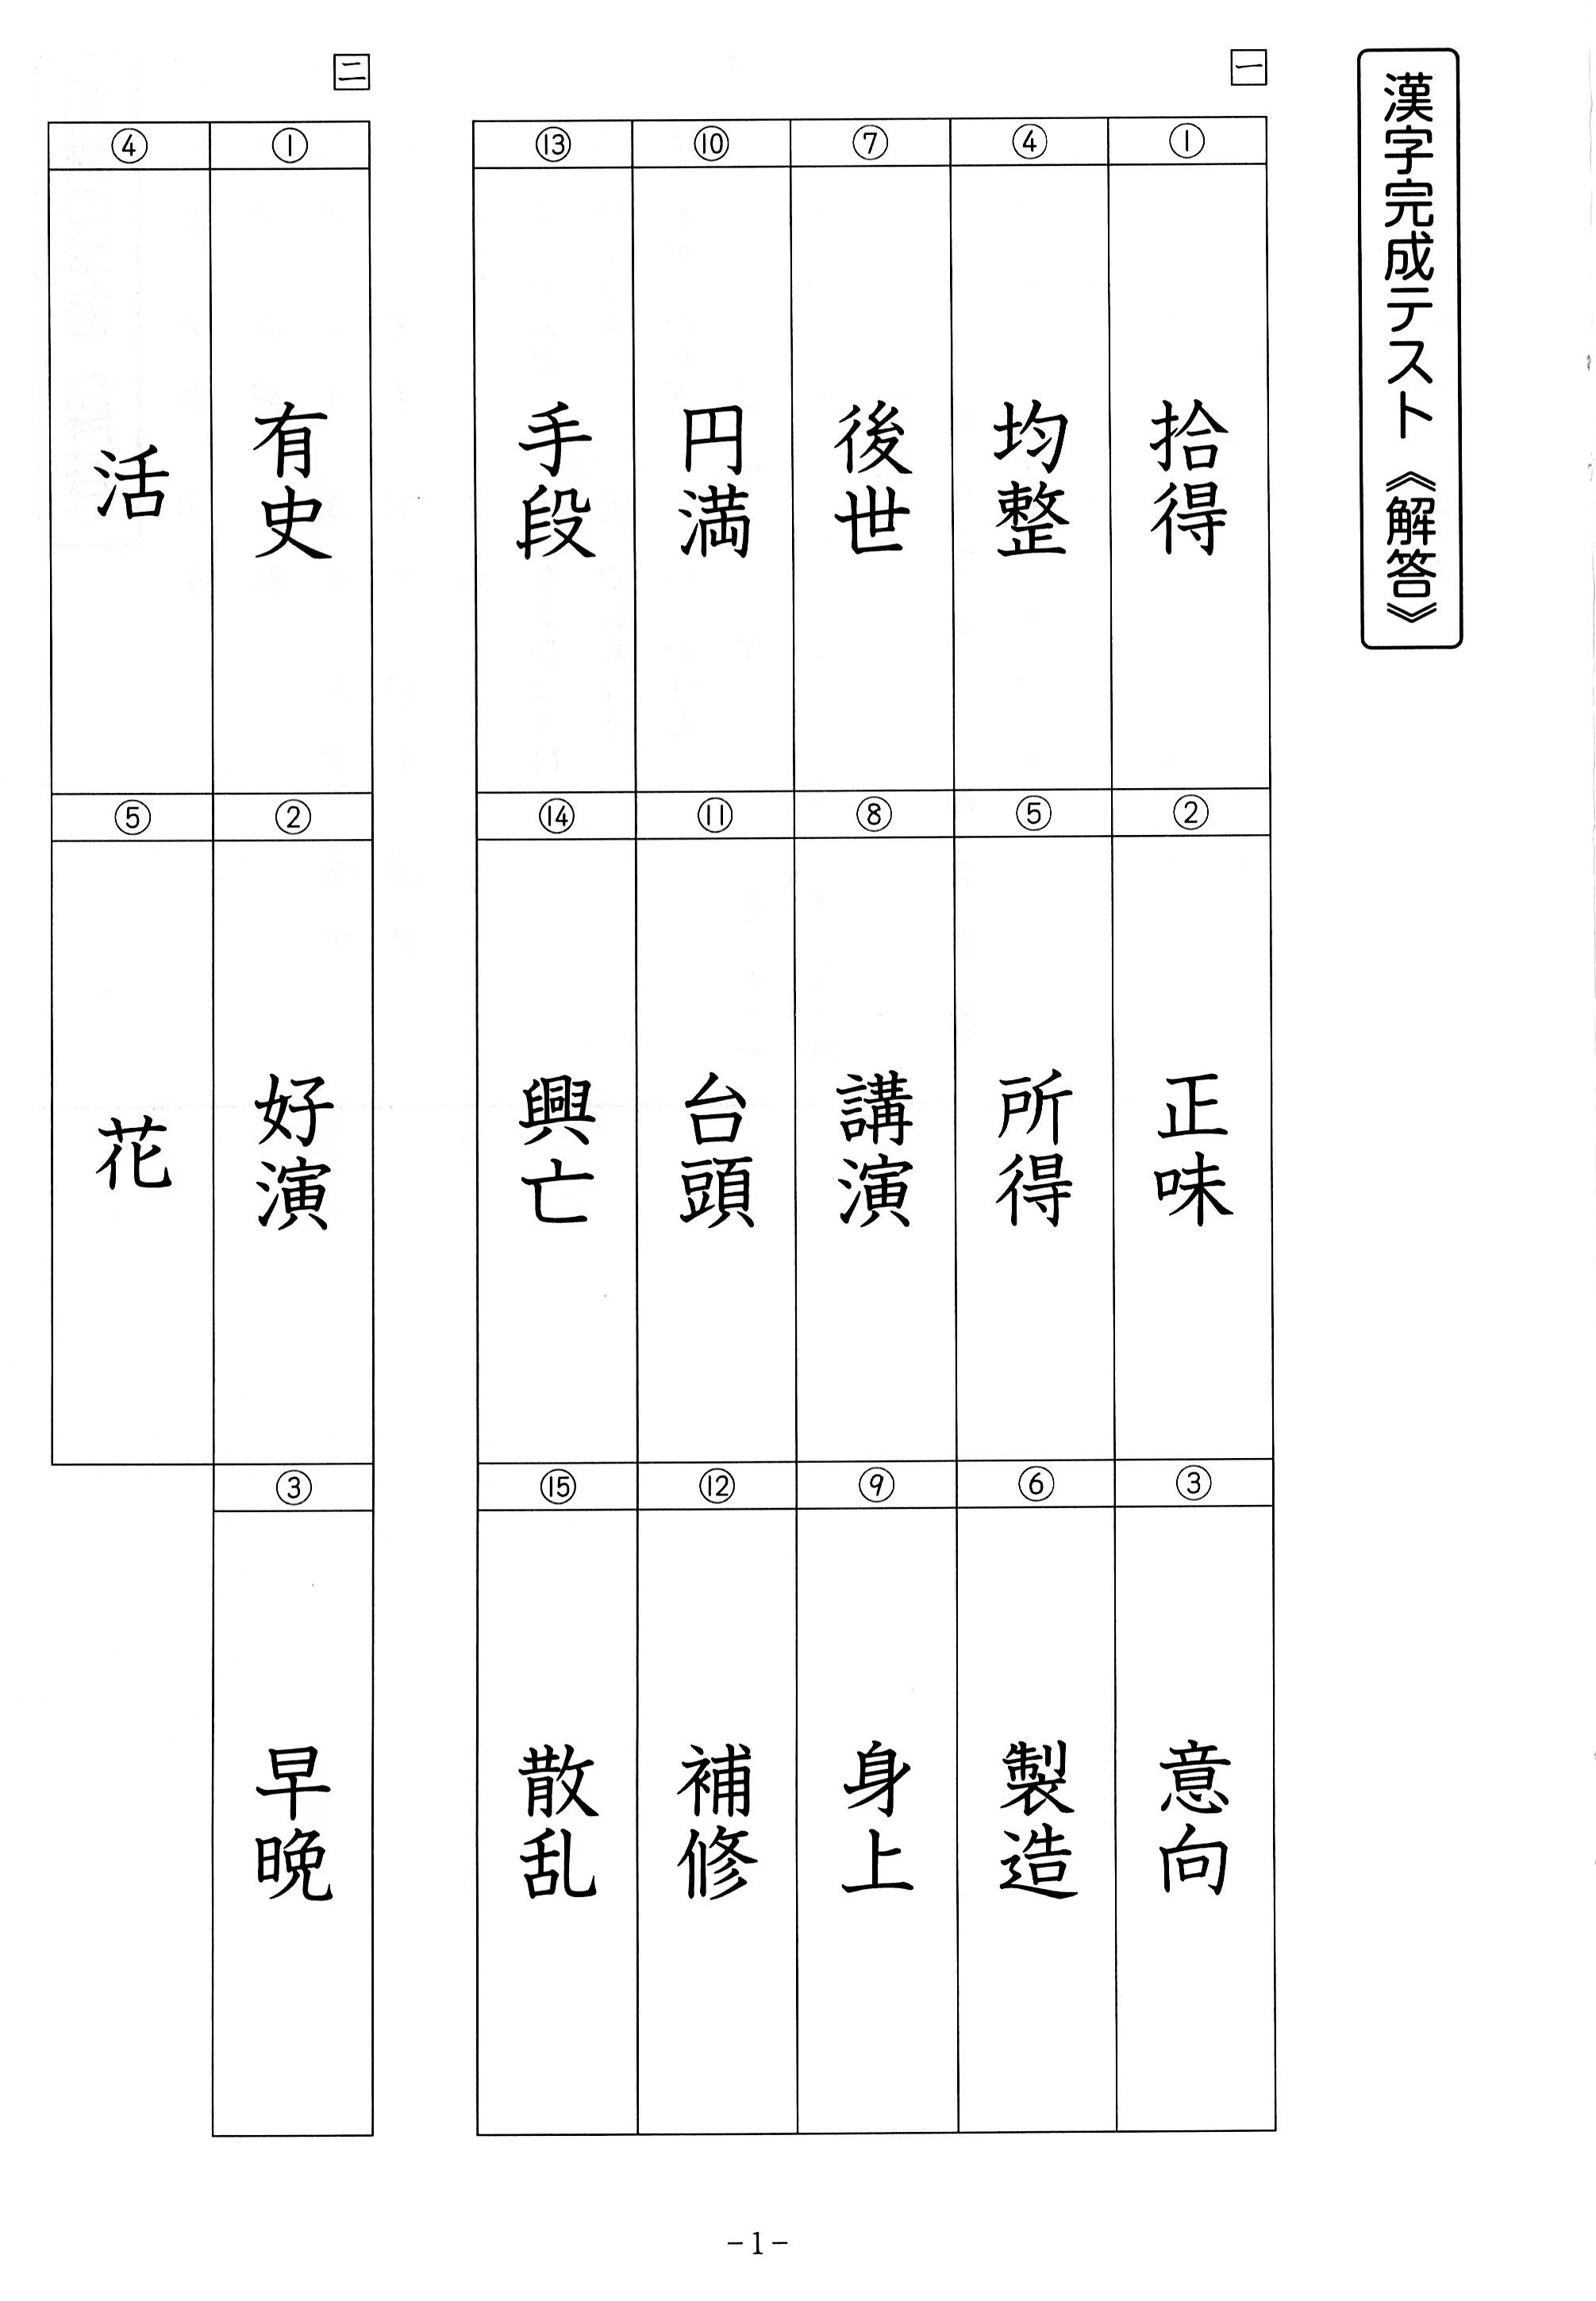 漢字完成テスト《解答》
一
①
拾得
②
正味
③
意向
④
均整
⑤
所得
⑥
製造
⑦
後世
⑧
講演
⑨
身上
⑩
円満
⑪
台頭
⑫
補修
⑬
手段
⑭
興亡
⑮
散乱
二
①
有史
②
好演
③
早晩
④
活
⑤
花
-1-